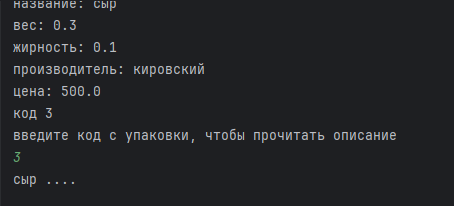 название: сыр
вес: 0.3
жирность: 0.1
производитель: кировский
цена: 500.0
код 3
введите код с упаковки, чтобы прочитать описание
3
сыр ....